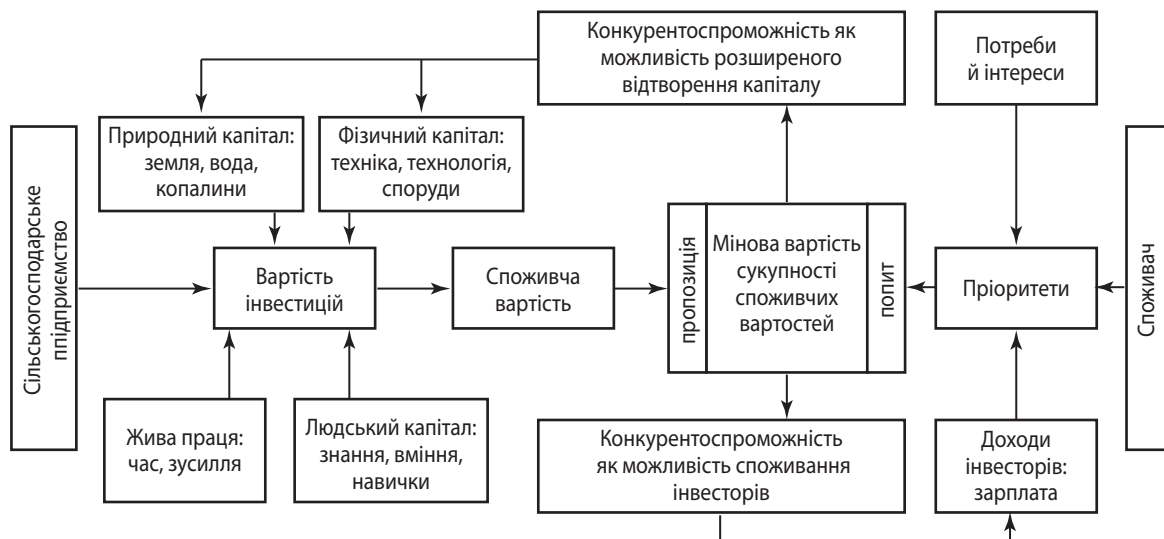 Конкурентоспроможність як
можливість розширеного
відтворення капіталу
Потреби
й інтереси
Сільськогосподарське
ппідприємство
Природний капітал:
земля, вода,
копалини
Фізичний капітал:
техніка, технологія,
споруди
Вартість
інвестицій
Споживча
вартість
пропозиція
Мінова вартість
сукупності
споживчих
вартостей
попит
Пріоритети
Споживач
Жива праця:
час, зусилля
Людський капітал:
знання, вміння,
навички
Конкурентоспроможність
як можливість споживання
інвесторів
Доходи
інвесторів:
зарплата